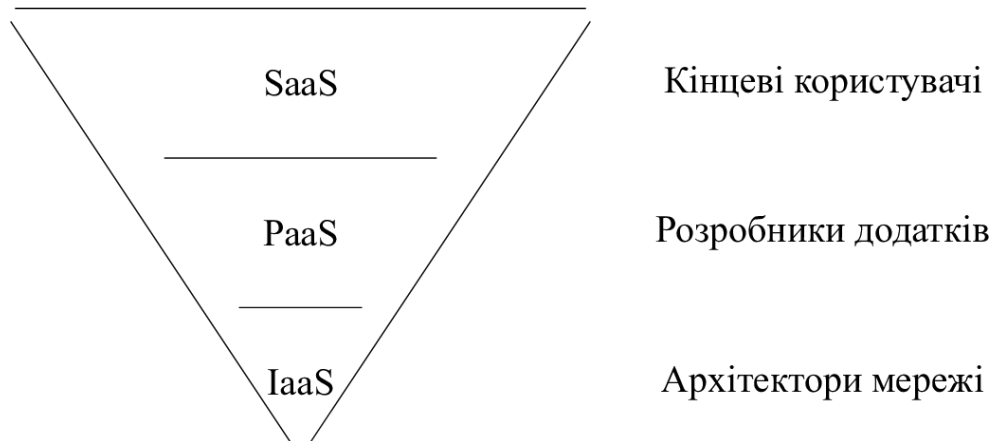 SaaS
Кінцеві користувачі
PaaS
Розробники додатків
IaaS
Архітектори мережі